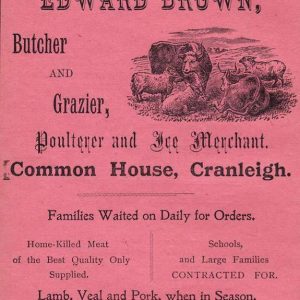 EDWARD BROWN,
Butcher
AND
Grazier,
Poulterer and Ice Merchant.
Common House, Cranleigh.
Families Waited on Daily for Orders.
Home-Killed Meat
of the Best Quality Only
Supplied.
Schools,
and Large Families
CONTRACTED FOR.
Lamb, Veal and Pork, when in Season.